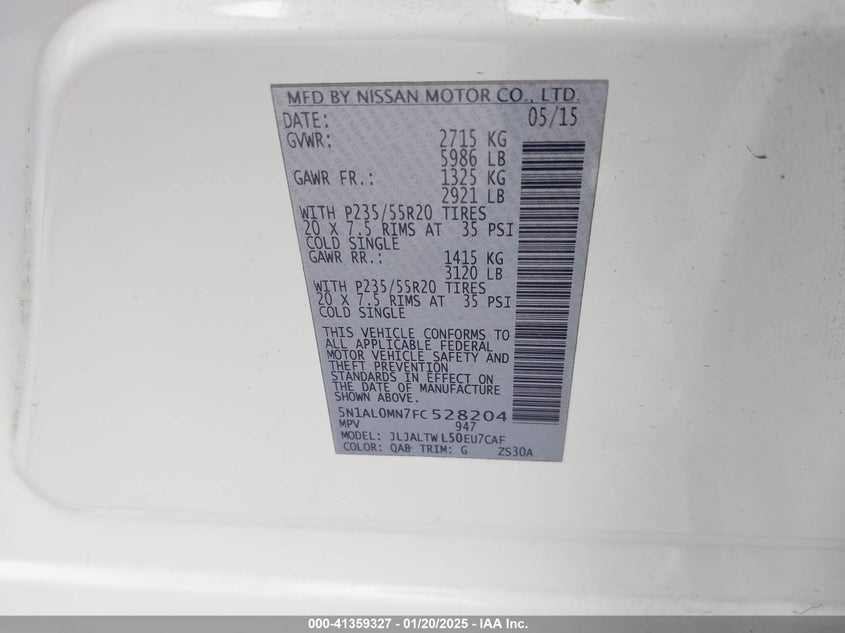 MFD BY NISSAN MOTOR CO., LTD.
DATE: 05/15
GVWR: 2715 KG
5986 LB
GAWR FR.: 1325 KG
2921 LB
WITH P235/55R20 TIRES
20 X 7.5 RIMS AT 35 PSI
COLD SINGLE
GAWR RR.: 1415 KG
3120 LB
WITH P235/55R20 TIRES
20 X 7.5 RIMS AT 35 PSI
COLD SINGLE
THIS VEHICLE CONFORMS TO
ALL APPLICABLE FEDERAL
MOTOR VEHICLE SAFETY AND
THEFT PREVENTION
STANDARDS IN EFFECT ON
THE DATE OF MANUFACTURE
SHOWN ABOVE.
5N1AL0MN7FC528204
MPV 947
MODEL: JLJALTWL50EU7CAF
COLOR: QAB TRIM: G ZS30A
000-41359327 - 01/20/2025 - IAA Inc.